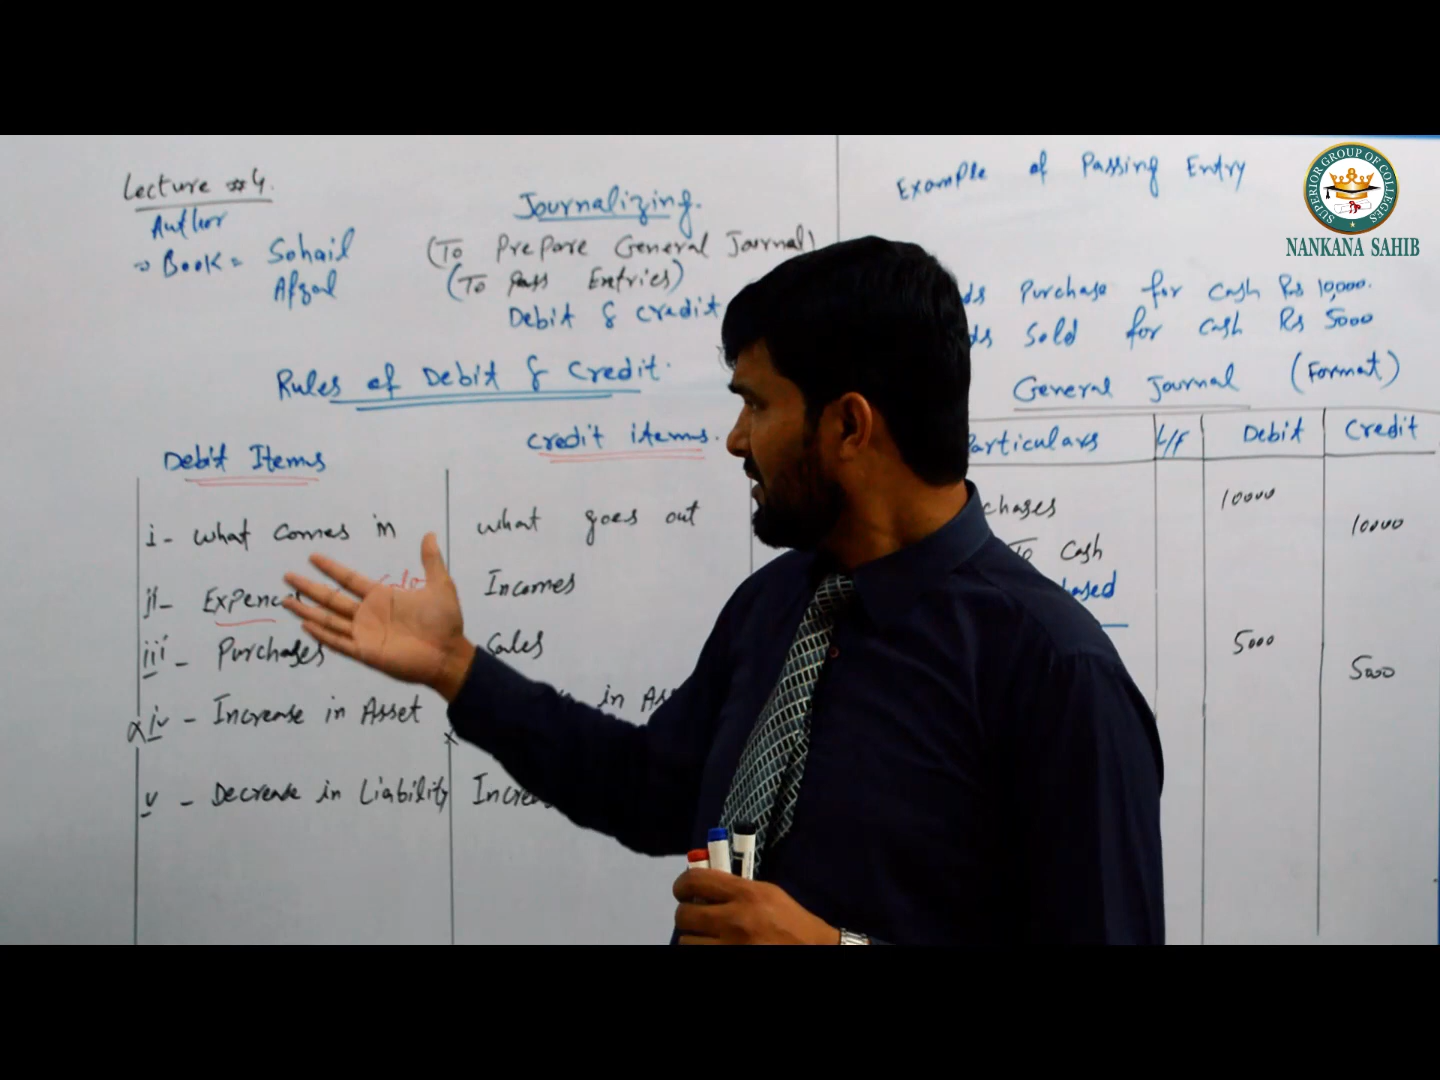 Lecture #4.
Author
⇒ Book = Sohail
Afzal
Journalizing.
(To Prepare General Journal)
(To pass Entries)
Debit & Credit
Rules of Debit & Credit.
Debit Items
Credit items.
i- what comes in
what goes out
ii- Expenc
Incomes
iii- Purchases
Sales
iv - Increase in Asset
in As
v - Decrease in Liability
Increa
Example of Passing Entry
ds Purchase for cash Rs 10,000.
ds Sold for cash Rs 5000
General Journal (Format)
articulars
L/F
Debit
Credit
chases
10000
To Cash
10000
ased
5000
5000
SUPERIOR GROUP OF COLLEGES
NANKANA SAHIB